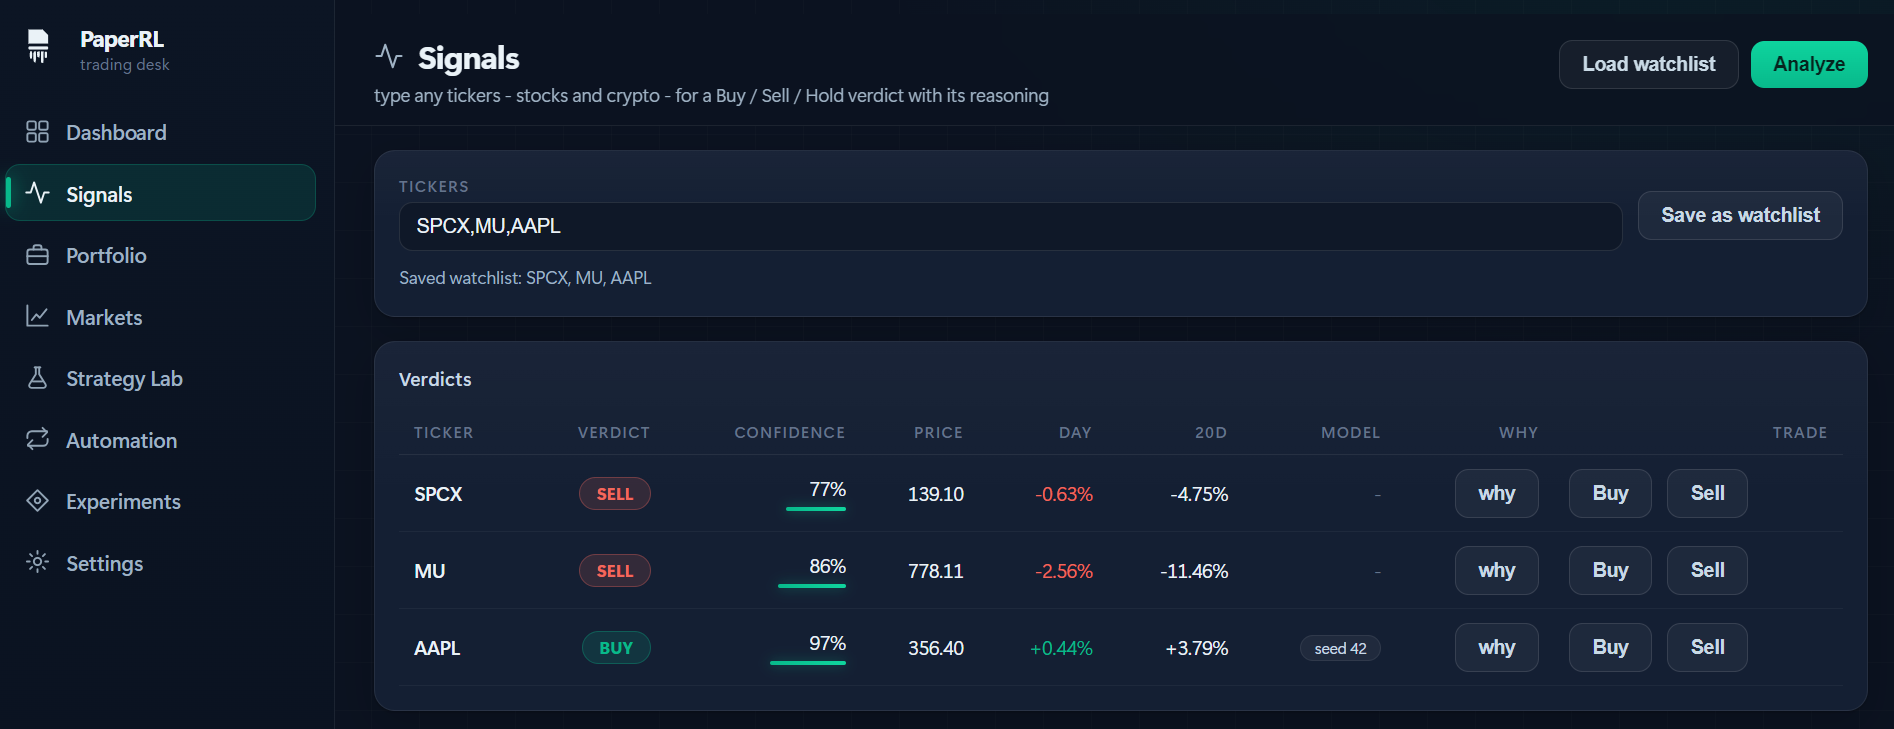 PaperRL
trading desk
Dashboard
Signals
Portfolio
Markets
Strategy Lab
Automation
Experiments
Settings
Signals
type any tickers - stocks and crypto - for a Buy / Sell / Hold verdict with its reasoning
Load watchlist
Analyze
TICKERS
SPCX,MU,AAPL
Save as watchlist
Saved watchlist: SPCX, MU, AAPL
Verdicts
TICKER VERDICT CONFIDENCE PRICE DAY 20D MODEL WHY TRADE
SPCX SELL 77% 139.10 -0.63% -4.75% - why Buy Sell
MU SELL 86% 778.11 -2.56% -11.46% - why Buy Sell
AAPL BUY 97% 356.40 +0.44% +3.79% seed 42 why Buy Sell